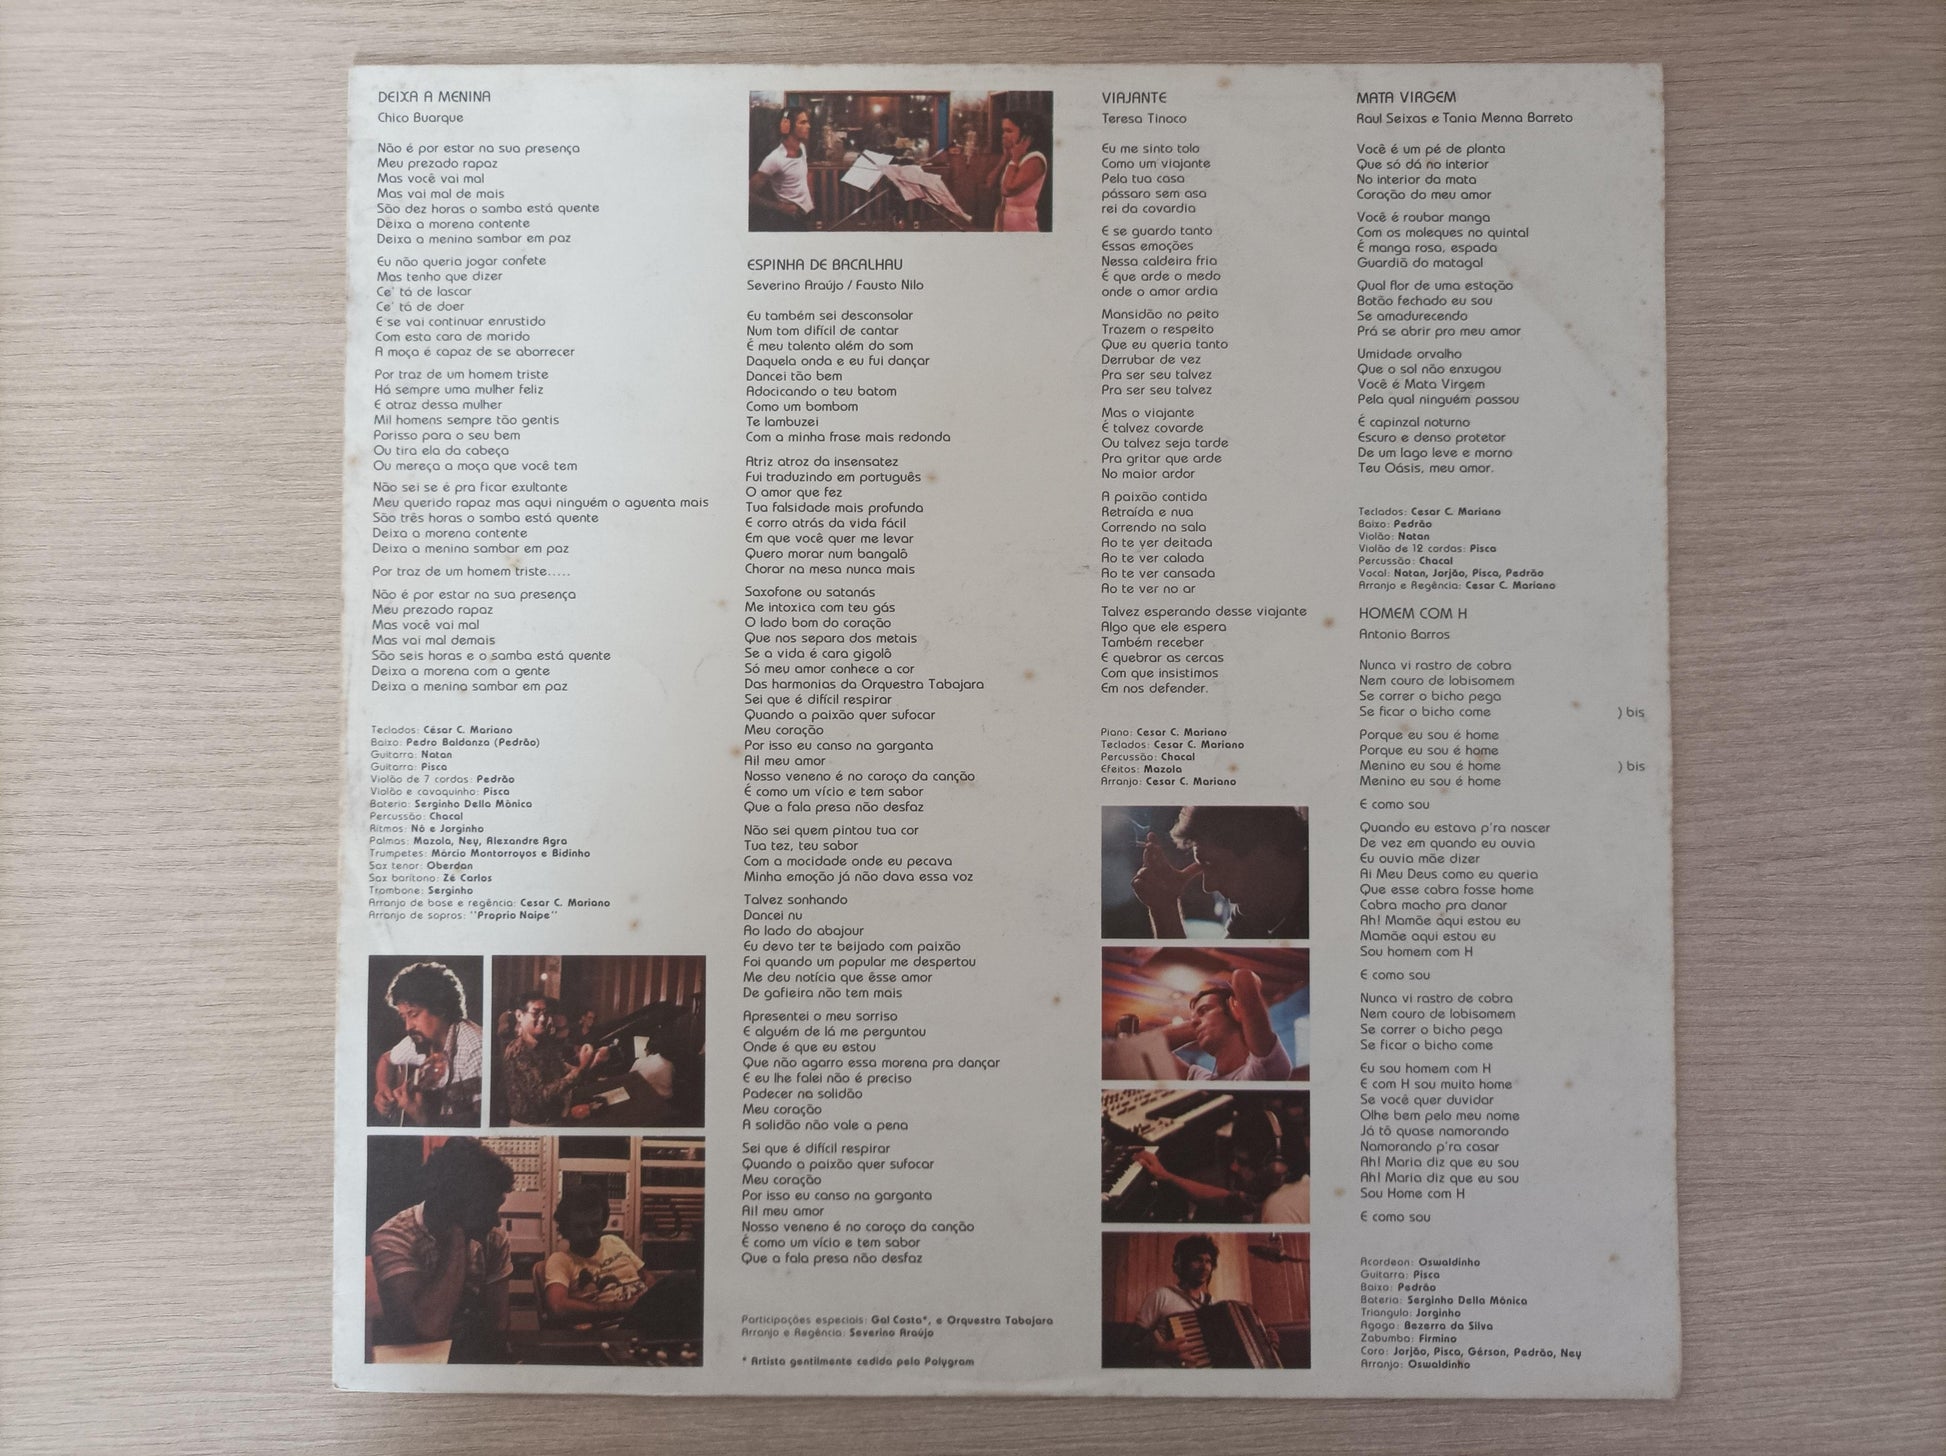 DEIXA A MENINA
Chico Buarque
Não é por estar na sua presença
Meu prezado rapaz
Mas você vai mal
Mas vai mal de mais
São dez horas o samba está quente
Deixa a morena contente
Deixa a menina sambar em paz
Eu não queria jogar confete
Mas tenho que dizer
Ce' tá de lascar
Ce' tá de doer
E se vai continuar enrustido
Com esta cara de marido
A moça é capaz de se aborrecer
Por traz de um homem triste
Há sempre uma mulher feliz
E atraz dessa mulher
Mil homens sempre tão gentis
Porisso para o seu bem
Ou tira ela da cabeça
Ou mereça a moça que você tem
Não sei se é pra ficar exultante
Meu querido rapaz mas aqui ninguém o aguenta mais
São três horas o samba está quente
Deixa a morena contente
Deixa a menina sambar em paz
Por traz de um homem triste.....
Não é por estar na sua presença
Meu prezado rapaz
Mas você vai mal
Mas vai mal demais
São seis horas e o samba está quente
Deixa a morena com a gente
Deixa a menina sambar em paz
Teclados: César C. Mariano
Baixo: Pedro Baldanza (Pedrão)
Guitarra: Natan
Guitarra: Pisca
Violão de 7 cordas: Pedrão
Violão e cavaquinho: Pisca
Bateria: Serginho Della Mônica
Percussão: Chacal
Ritmos: Nô e Jorginho
Palmas: Mazola, Ney, Alexandre Agra
Trumpetes: Márcio Montorroyos e Bidinho
Sax tenor: Oberdan
Sax barítono: Zé Carlos
Trombone: Serginho
Arranjo de base e regência: Cesar C. Mariano
Arranjo de sopros: "Proprio Naipe"
ESPINHA DE BACALHAU
Severino Araújo / Fausto Nilo
Eu também sei desconsolar
Num tom difícil de cantar
É meu talento além do som
Daquela onda e eu fui dançar
Dancei tão bem
Adocicando o teu batom
Como um bombom
Te lambuzei
Com a minha frase mais redonda
Atriz atroz da insensatez
Fui traduzindo em português
O amor que fez
Tua falsidade mais profunda
E corro atrás da vida fácil
Em que você quer me levar
Quero morar num bangalô
Chorar na mesa nunca mais
Saxofone ou satanás
Me intoxica com teu gás
O lado bom do coração
Que nos separa dos metais
Se a vida é cara gigolô
Só meu amor conhece a cor
Das harmonias da Orquestra Tabajara
Sei que é difícil respirar
Quando a paixão quer sufocar
Meu coração
Por isso eu canso na garganta
Ai! meu amor
Nosso veneno é no caroço da canção
É como um vício e tem sabor
Que a fala presa não desfaz
Não sei quem pintou tua cor
Tua tez, teu sabor
Com a mocidade onde eu pecava
Minha emoção já não dava essa voz
Talvez sonhando
Dancei nu
Ao lado do abajour
Eu devo ter te beijado com paixão
Foi quando um popular me despertou
Me deu notícia que êsse amor
De gafieira não tem mais
Apresentei o meu sorriso
E alguém de lá me perguntou
Onde é que eu estou
Que não agarro essa morena pra dançar
E eu lhe falei não é preciso
Padecer na solidão
Meu coração
A solidão não vale a pena
Sei que é difícil respirar
Quando a paixão quer sufocar
Meu coração
Por isso eu canso na garganta
Ai! meu amor
Nosso veneno é no caroço da canção
É como um vício e tem sabor
Que a fala presa não desfaz
Participações especiais: Gal Costa*, e Orquestra Tabajara
Arranjo e Regência: Severino Araújo
* Artista gentilmente cedida pela Polygram
VIAJANTE
Teresa Tinoco
Eu me sinto tolo
Como um viajante
Pela tua casa
pássaro sem asa
rei da covardia
E se guardo tanto
Essas emoções
Nessa caldeira fria
É que arde o medo
onde o amor ardia
Mansidão no peito
Trazem o respeito
Que eu queria tanto
Derrubar de vez
Pra ser seu talvez
Pra ser seu talvez
Mas o viajante
É talvez covarde
Ou talvez seja tarde
Pra gritar que arde
No maior ardor
A paixão contida
Retraída e nua
Correndo na sala
Ao te ver deitada
Ao te ver calada
Ao te ver cansada
Ao te ver no ar
Talvez esperando desse viajante
Algo que ele espera
Também receber
E quebrar as cercas
Com que insistimos
Em nos defender.
Piano: Cesar C. Mariano
Teclados: Cesar C. Mariano
Percussão: Chacal
Efeitos: Mazola
Arranjo: Cesar C. Mariano
MATA VIRGEM
Raul Seixas e Tania Menna Barreto
Você é um pé de planta
Que só dá no interior
No interior da mata
Coração do meu amor
Você é roubar manga
Com os moleques no quintal
É manga rosa, espada
Guardiã do matagal
Qual flor de uma estação
Botão fechado eu sou
Se amadurecendo
Prá se abrir pro meu amor
Umidade orvalho
Que o sol não enxugou
Você é Mata Virgem
Pela qual ninguém passou
É capinzal noturno
Escuro e denso protetor
De um lago leve e morno
Teu Oásis, meu amor.
Teclados: Cesar C. Mariano
Baixo: Pedrão
Violão: Natan
Violão de 12 cordas: Pisca
Percussão: Chacal
Vocal: Natan, Jorjão, Pisca, Pedrão
Arranjo e Regência: Cesar C. Mariano
HOMEM COM H
Antonio Barros
Nunca vi rastro de cobra
Nem couro de lobisomem
Se correr o bicho pega
Se ficar o bicho come ) bis
Porque eu sou é home
Porque eu sou é home
Menino eu sou é home ) bis
Menino eu sou é home
E como sou
Quando eu estava p'ra nascer
De vez em quando eu ouvia
Eu ouvia mãe dizer
Ai Meu Deus como eu queria
Que esse cabra fosse home
Cabra macho pra danar
Ah! Mamãe aqui estou eu
Mamãe aqui estou eu
Sou homem com H
E como sou
Nunca vi rastro de cobra
Nem couro de lobisomem
Se correr o bicho pega
Se ficar o bicho come
Eu sou homem com H
E com H sou muito home
Se você quer duvidar
Olhe bem pelo meu nome
Já tô quase namorando
Namorando p'ra casar
Ah! Maria diz que eu sou
Ah! Maria diz que eu sou
Sou Home com H
E como sou
Acordeon: Oswaldinho
Guitarra: Pisca
Baixo: Pedrão
Bateria: Serginho Della Mônica
Triangulo: Jorginho
Agogo: Bezerra da Silva
Zabumba: Firmino
Coro: Jorjão, Pisca, Gérson, Pedrão, Ney
Arranjo: Oswaldinho